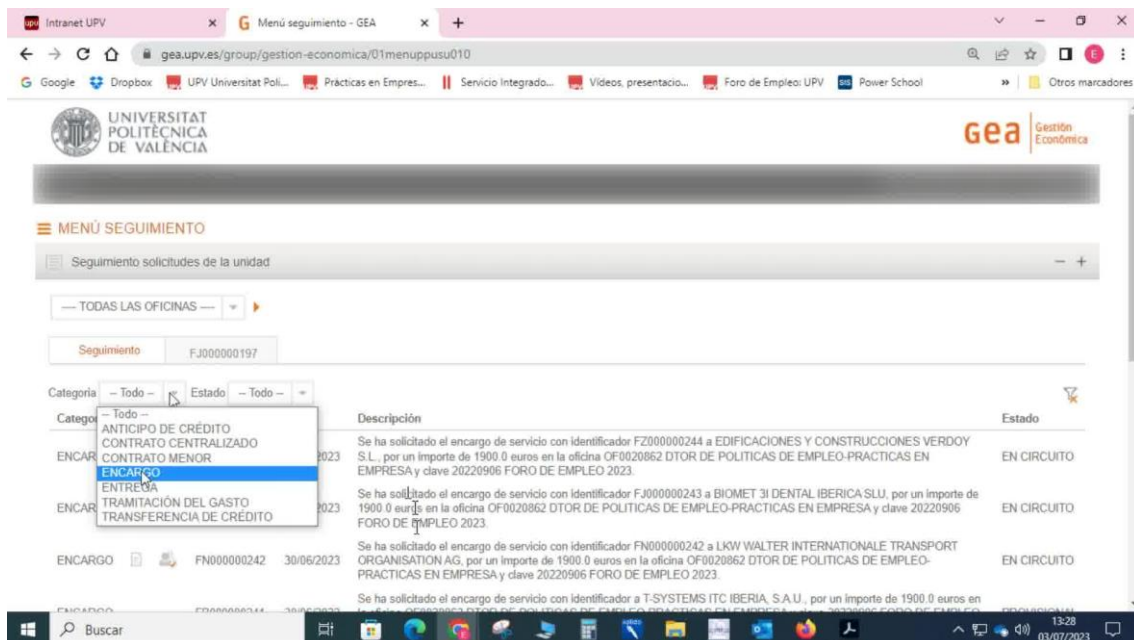 upv Intranet UPV
G Menú seguimiento - GEA
gea.upv.es/group/gestion-economica/01menuppusu010
E
G Google Dropbox UPV Universitat Poli... Prácticas en Empres... Servicio Integrado... Vídeos, presentacio... Foro de Empleo: UPV SIS Power School » Otros marcadores
UNIVERSITAT
POLITÈCNICA
DE VALÈNCIA
Gea Gestión
Económica
MENÚ SEGUIMIENTO
Seguimiento solicitudes de la unidad
---- TODAS LAS OFICINAS ----
Seguimiento FJ000000197
Categoria -- Todo -- Estado -- Todo --
Categor Descripción Estado
-- Todo --
ANTICIPO DE CRÉDITO
CONTRATO CENTRALIZADO
CONTRATO MENOR
ENCARGO
ENTREGA
TRAMITACIÓN DEL GASTO
TRANSFERENCIA DE CRÉDITO
ENCAR 2023
Se ha solicitado el encargo de servicio con identificador FZ000000244 a EDIFICACIONES Y CONSTRUCCIONES VERDOY
S.L., por un importe de 1900.0 euros en la oficina OF0020862 DTOR DE POLITICAS DE EMPLEO-PRACTICAS EN
EMPRESA y clave 20220906 FORO DE EMPLEO 2023.
EN CIRCUITO
ENCAR 2023
Se ha solicitado el encargo de servicio con identificador FJ000000243 a BIOMET 3I DENTAL IBERICA SLU, por un importe de
1900.0 euros en la oficina OF0020862 DTOR DE POLITICAS DE EMPLEO-PRACTICAS EN EMPRESA y clave 20220906
FORO DE EMPLEO 2023.
EN CIRCUITO
ENCARGO FN000000242 30/06/2023
Se ha solicitado el encargo de servicio con identificador FN000000242 a LKW WALTER INTERNATIONALE TRANSPORT
ORGANISATION AG, por un importe de 1900.0 euros en la oficina OF0020862 DTOR DE POLITICAS DE EMPLEO-
PRACTICAS EN EMPRESA y clave 20220906 FORO DE EMPLEO 2023.
EN CIRCUITO
Se ha solicitado el encargo de servicio con identificador a T-SYSTEMS ITC IBERIA, S.A.U., por un importe de 1900.0 euros en
Buscar
13:28
03/07/2023